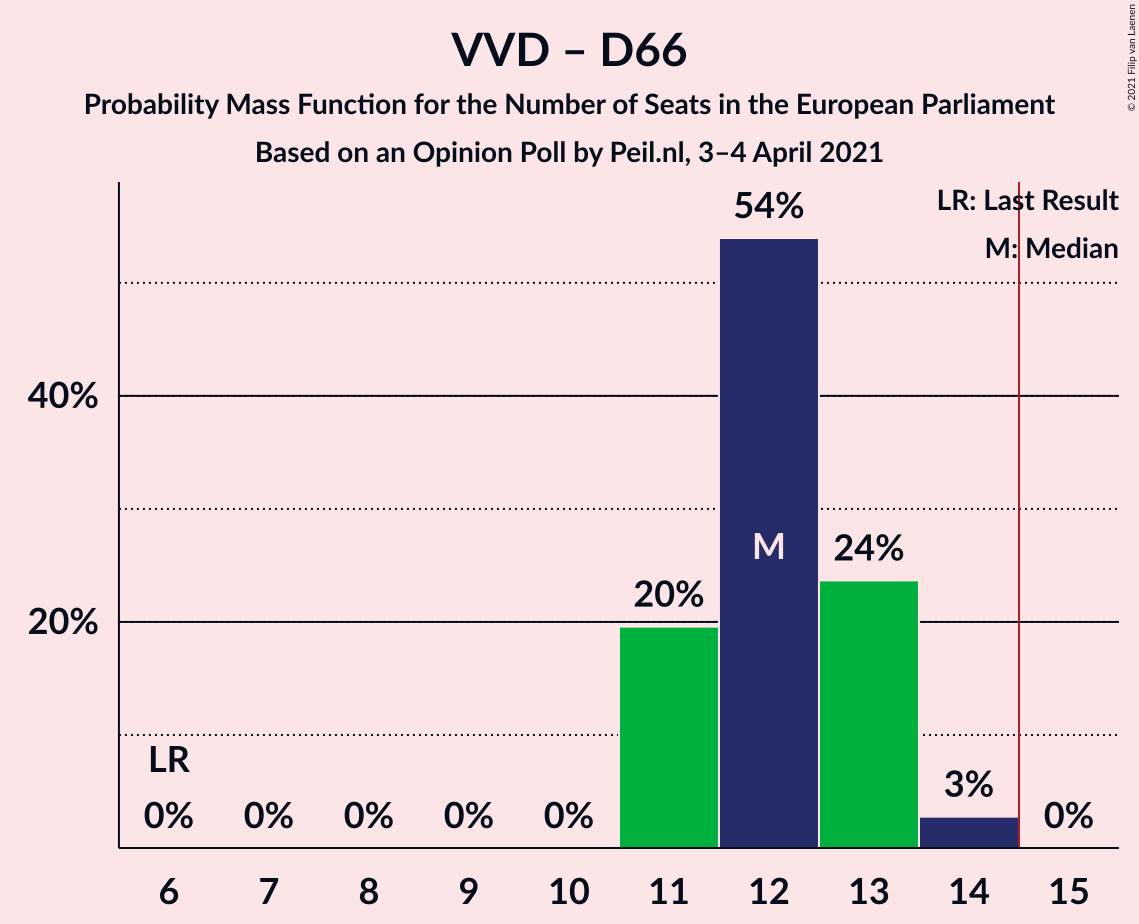 VVD – D66
Probability Mass Function for the Number of Seats in the European Parliament
Based on an Opinion Poll by Peil.nl, 3–4 April 2021
© 2021 Filip van Laenen
LR: Last Result
M: Median
54%
40%
M
24%
20%
20%
LR
3%
0%
0%
0%
0%
0%
0%
6 7 8 9 10 11 12 13 14 15